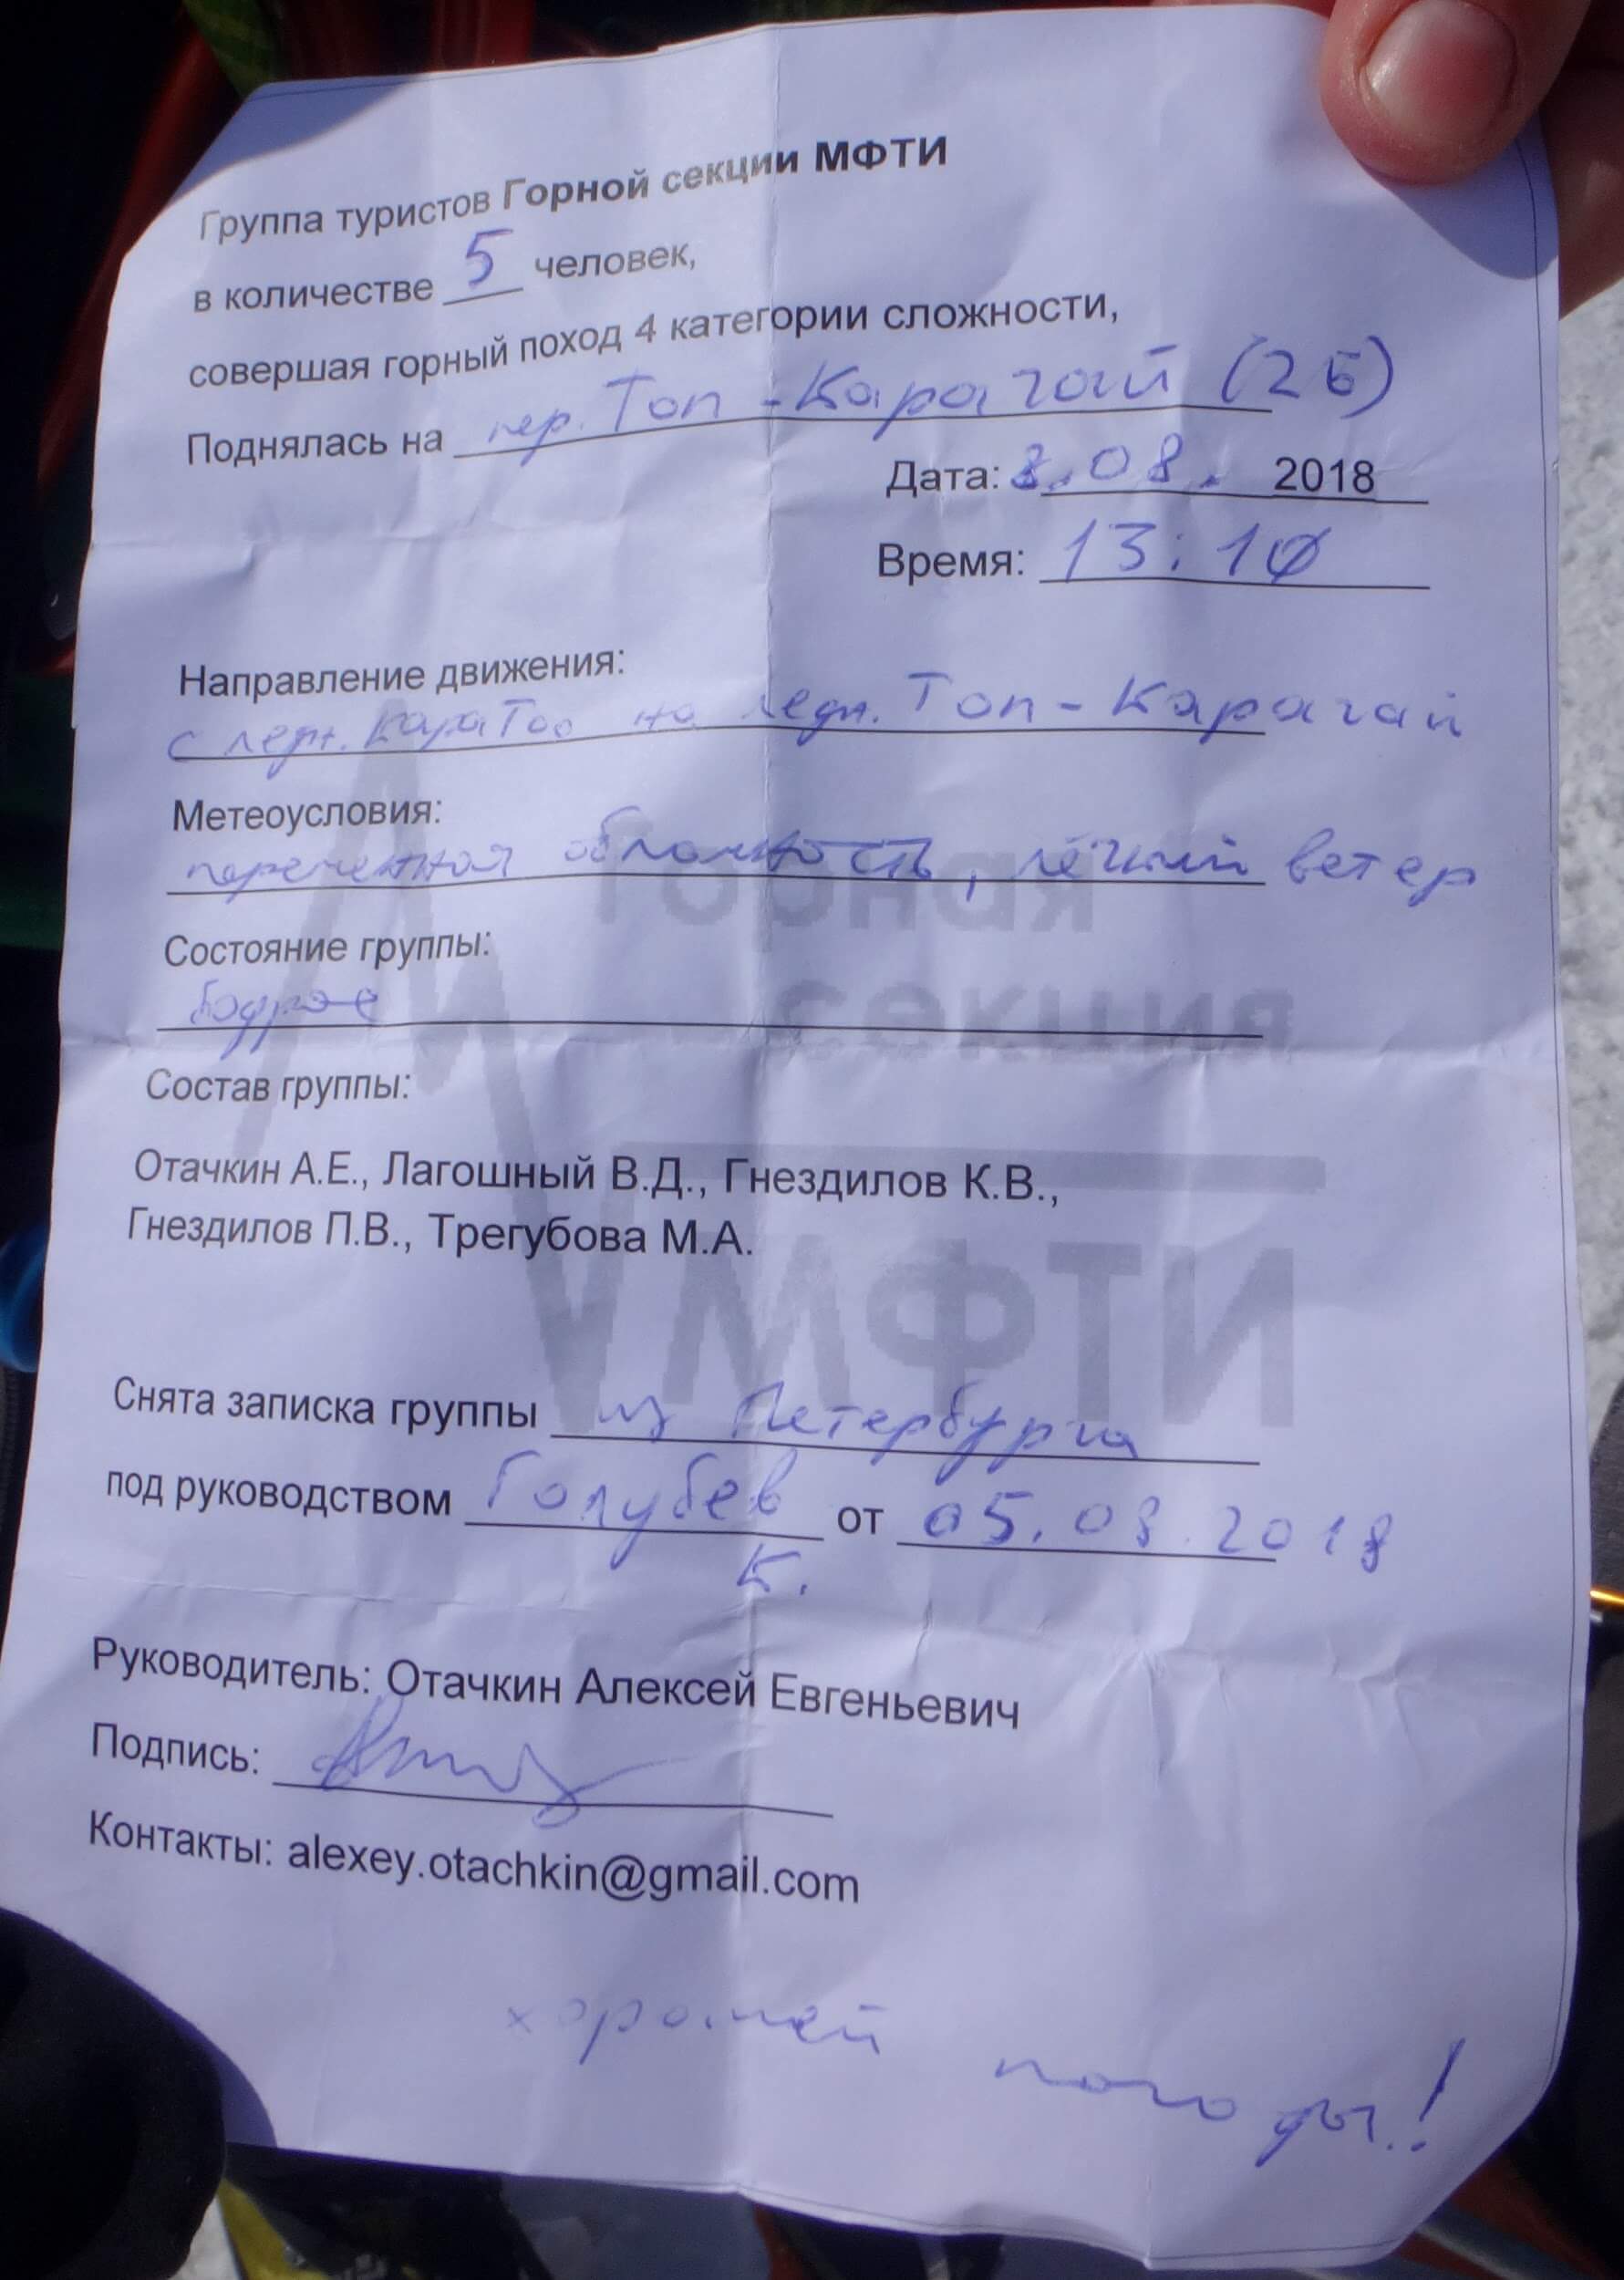 Группа туристов Горной секции МФТИ
в количестве 5 человек,
совершая горный поход 4 категории сложности,
Поднялась на пер. Топ-Карагай (2Б)
Дата: 8.08. 2018
Время: 13:10
Направление движения:
с ледн. КараТоо на ледн. Топ-Карагай
Метеоусловия:
переменная облачность, лёгкий ветер
Состояние группы:
бодрое
Состав группы:
Отачкин А.Е., Лагошный В.Д., Гнездилов К.В.,
Гнездилов П.В., Трегубова М.А.
Горная
секция
МФТИ
Снята записка группы из Петербурга
под руководством Голубев от 05.08.2018
К.
Руководитель: Отачкин Алексей Евгеньевич
Подпись:
Контакты: alexey.otachkin@gmail.com
хорошей погоды!